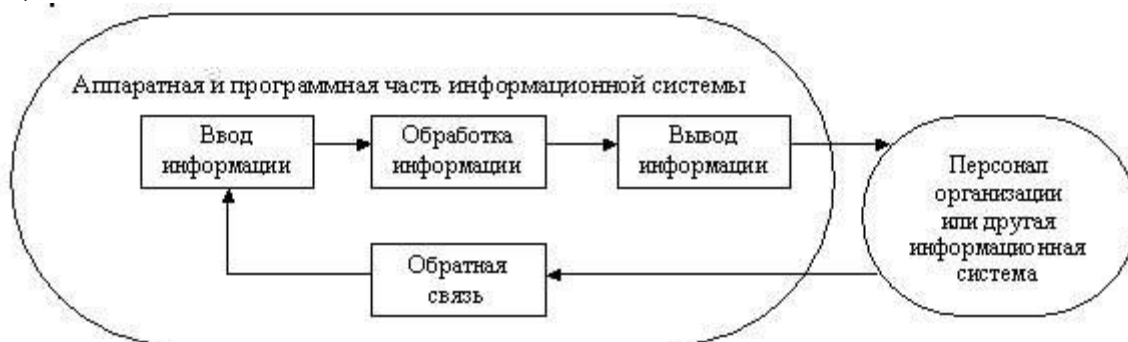 Аппаратная и программная часть информационной системы
Ввод
информации
Обработка
информации
Вывод
информации
Персонал
организации
или другая
информационная
система
Обратная
связь